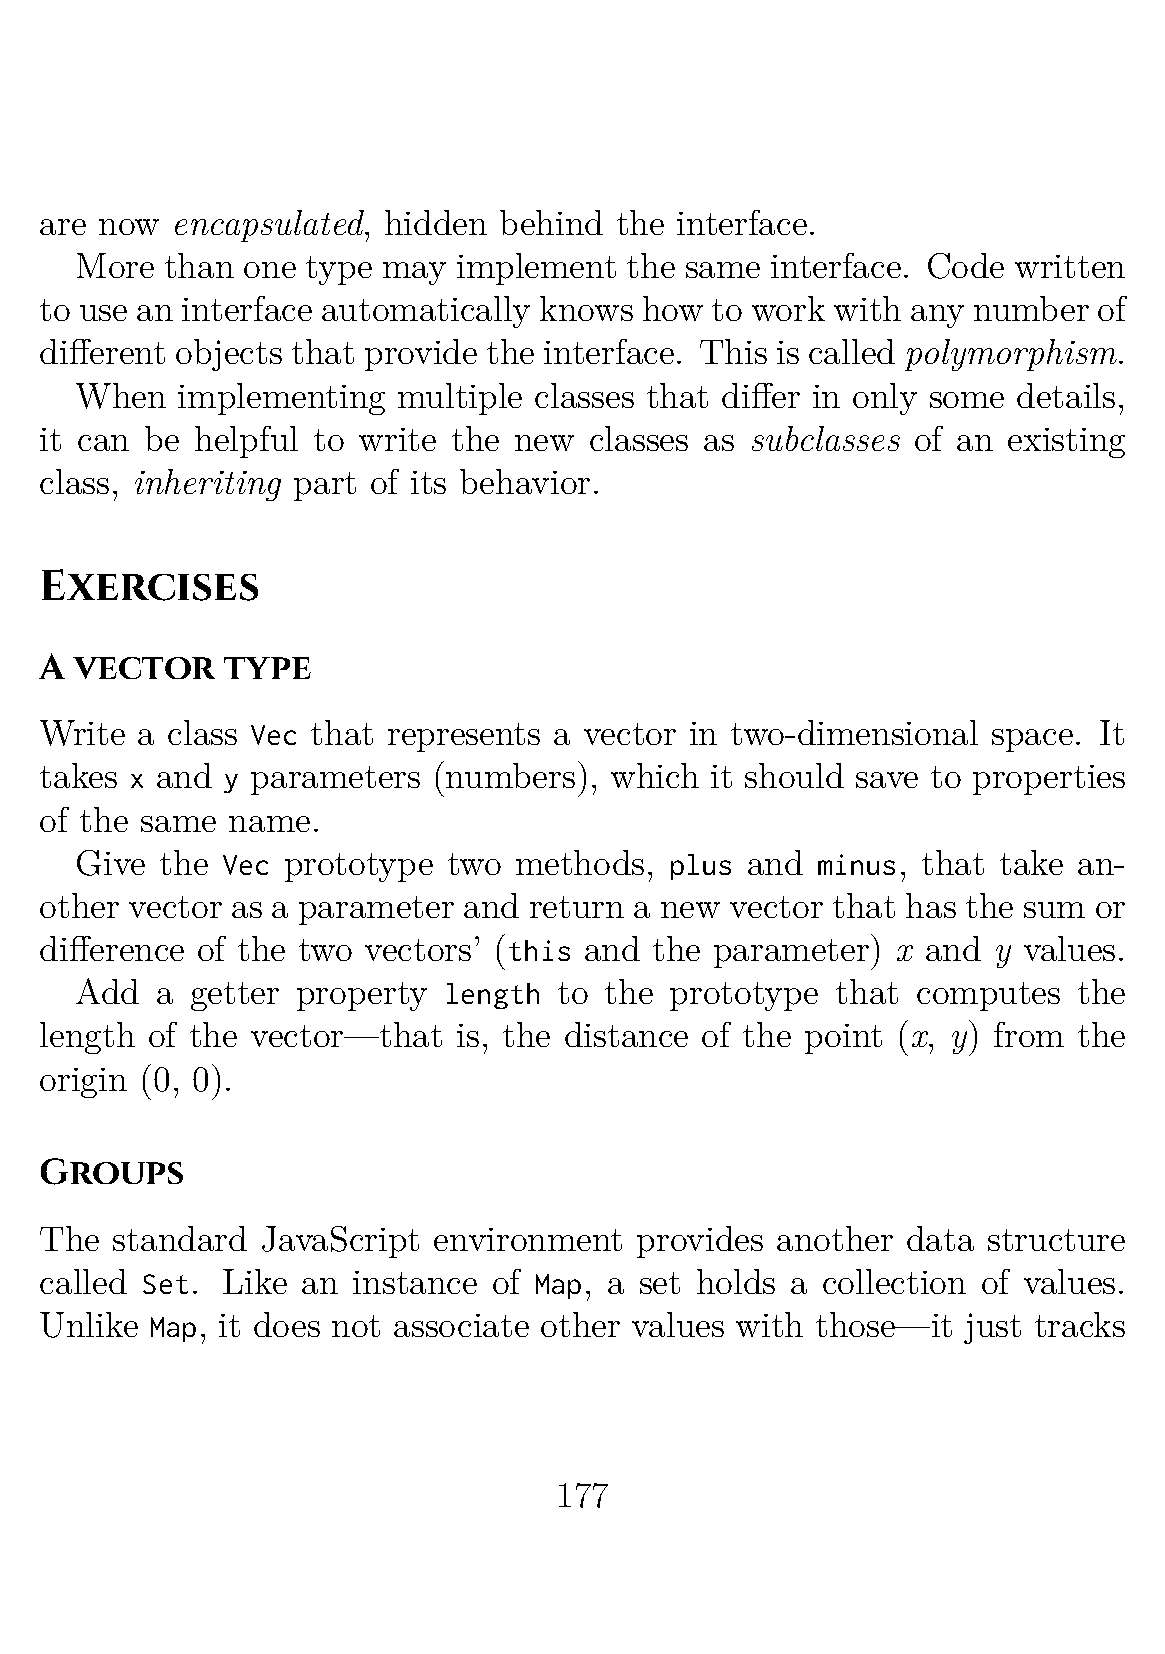 are now encapsulated, hidden behind the interface.
More than one type may implement the same interface. Code written
to use an interface automatically knows how to work with any number of
different objects that provide the interface. This is called polymorphism.
When implementing multiple classes that differ in only some details,
it can be helpful to write the new classes as subclasses of an existing
class, inheriting part of its behavior.
Exercises
A vector type
Write a class Vec that represents a vector in two-dimensional space. It
takes x and y parameters (numbers), which it should save to properties
of the same name.
Give the Vec prototype two methods, plus and minus, that take an-
other vector as a parameter and return a new vector that has the sum or
difference of the two vectors’ (this and the parameter) x and y values.
Add a getter property length to the prototype that computes the
length of the vector—that is, the distance of the point (x, y) from the
origin (0, 0).
Groups
The standard JavaScript environment provides another data structure
called Set. Like an instance of Map, a set holds a collection of values.
Unlike Map, it does not associate other values with those—it just tracks
177